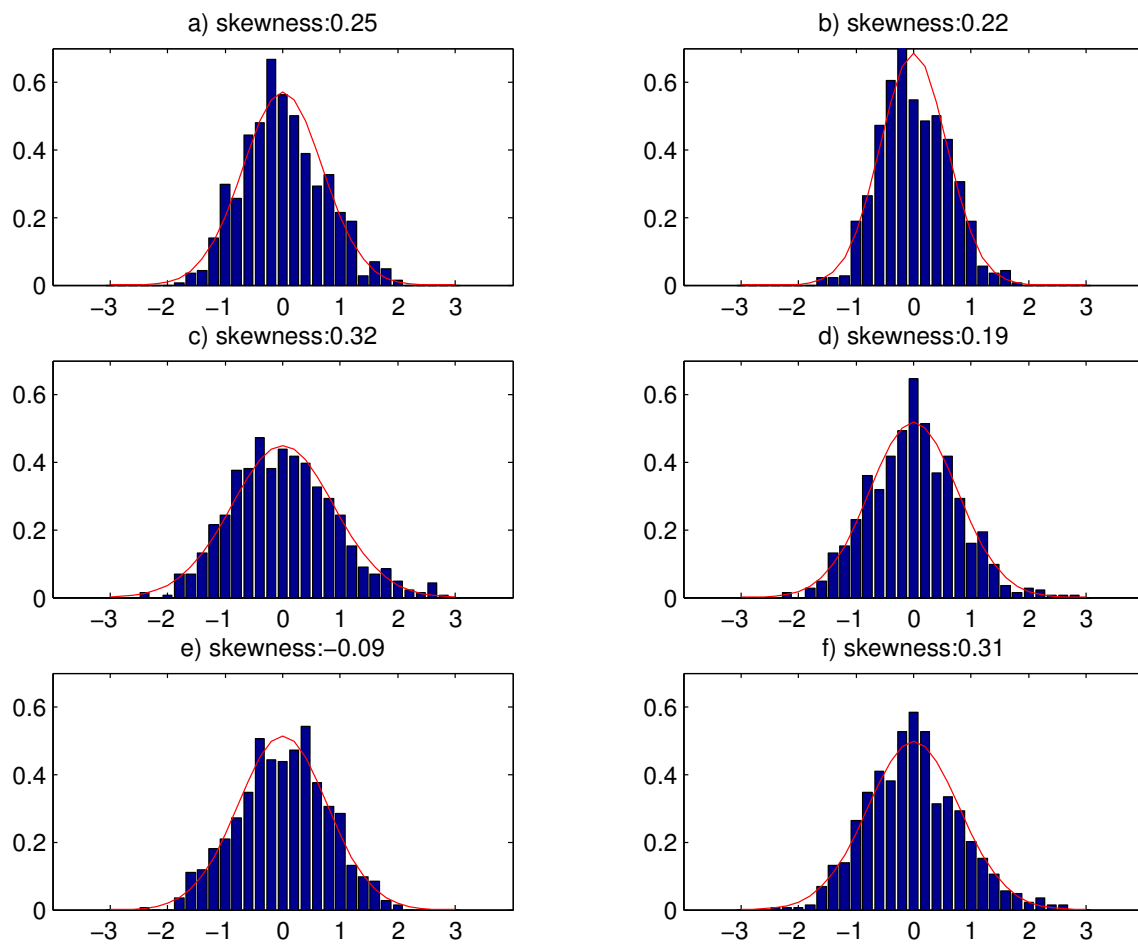 a) skewness:0.25
b) skewness:0.22
0.6
0.4
0.2
0
−3 −2 −1 0 1 2 3
0.6
0.4
0.2
0
−3 −2 −1 0 1 2 3
c) skewness:0.32
d) skewness:0.19
0.6
0.4
0.2
0
−3 −2 −1 0 1 2 3
0.6
0.4
0.2
0
−3 −2 −1 0 1 2 3
e) skewness:−0.09
f) skewness:0.31
0.6
0.4
0.2
0
−3 −2 −1 0 1 2 3
0.6
0.4
0.2
0
−3 −2 −1 0 1 2 3